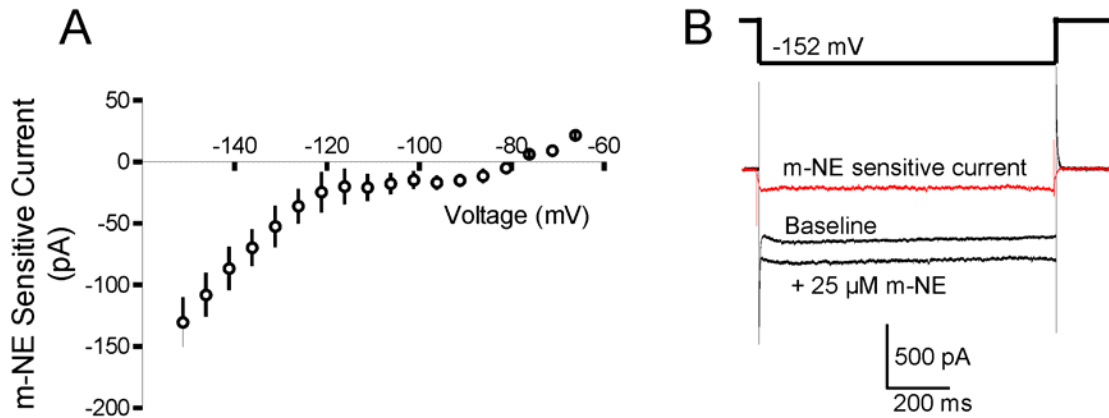 A
m-NE Sensitive Current
(pA)
50
0
-50
-100
-150
-200
-140
-120
-100
-80
-60
Voltage (mV)
B
-152 mV
m-NE sensitive current
Baseline
+ 25 µM m-NE
500 pA
200 ms